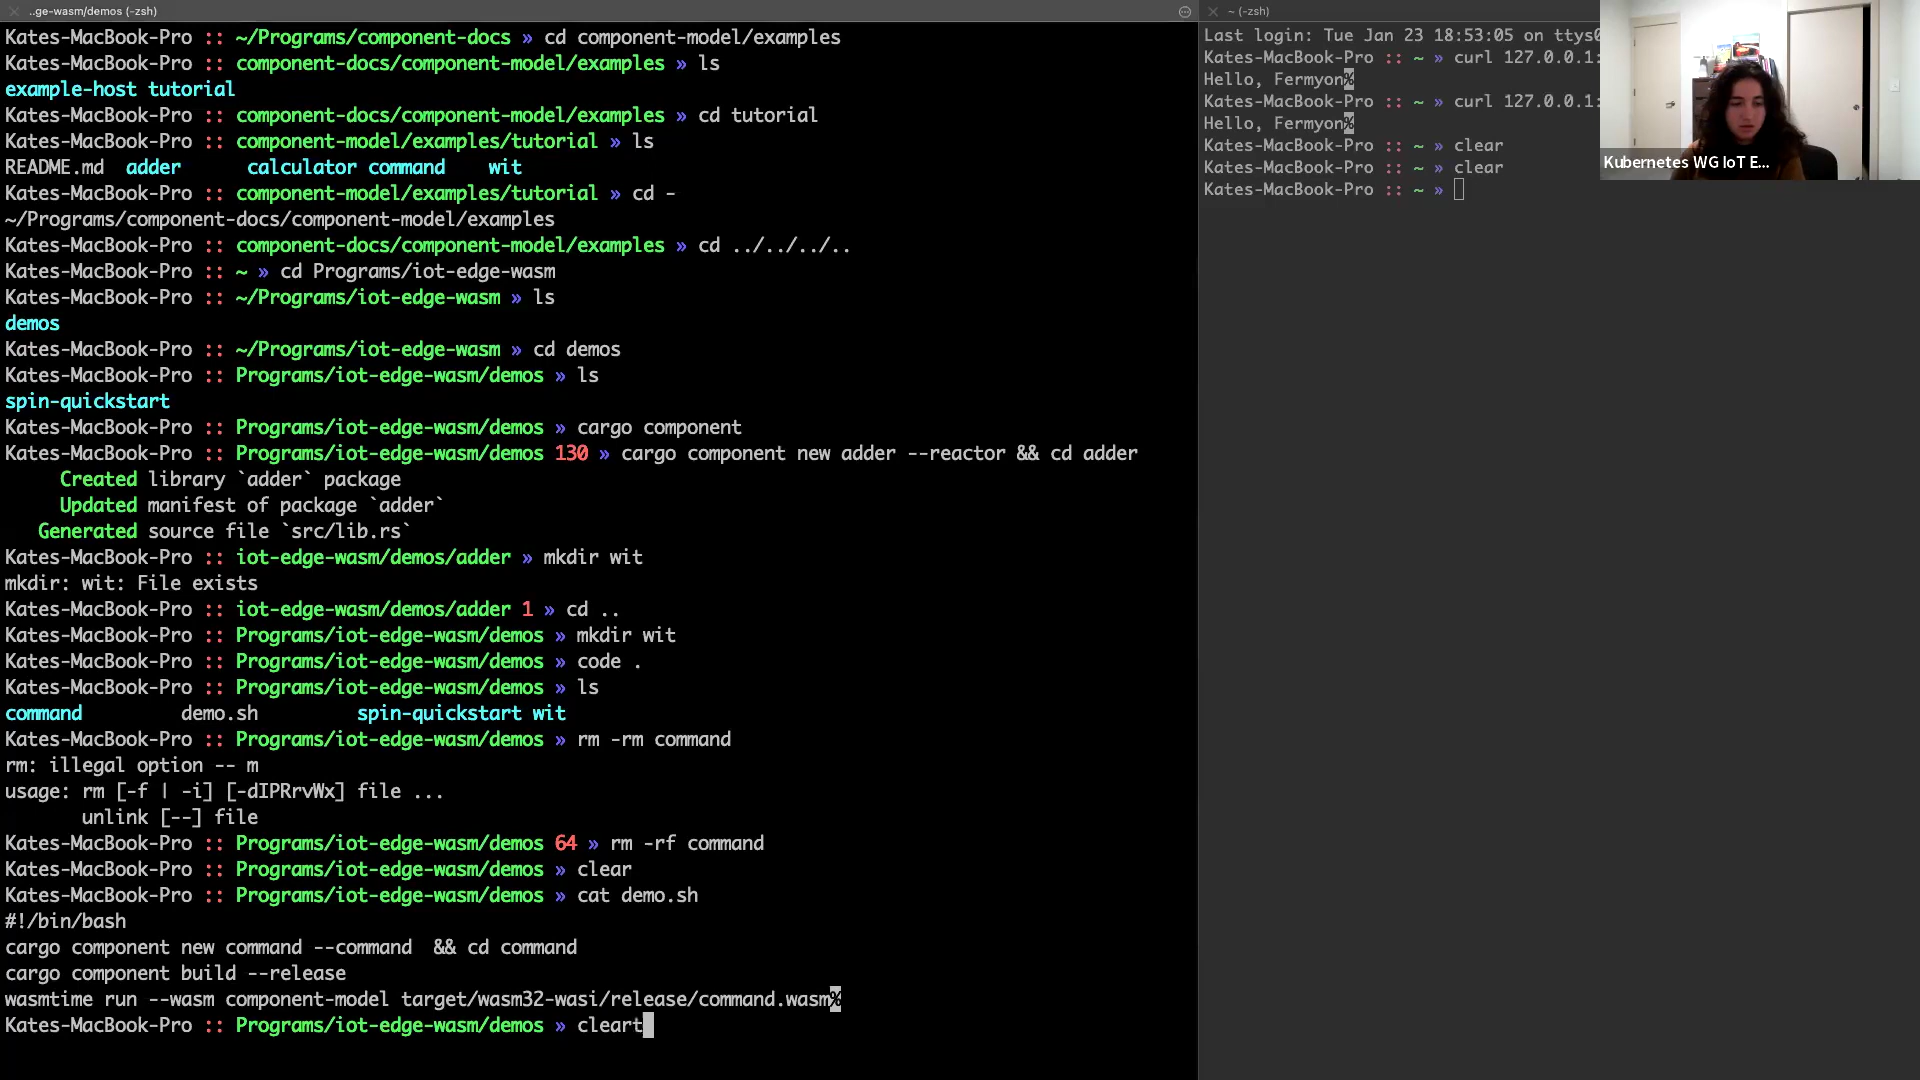 ..ge-wasm/demos (-zsh)
Kates-MacBook-Pro :: ~/Programs/component-docs » cd component-model/examples
Kates-MacBook-Pro :: component-docs/component-model/examples » ls
example-host tutorial
Kates-MacBook-Pro :: component-docs/component-model/examples » cd tutorial
Kates-MacBook-Pro :: component-model/examples/tutorial » ls
README.md  adder      calculator command    wit
Kates-MacBook-Pro :: component-model/examples/tutorial » cd -
~/Programs/component-docs/component-model/examples
Kates-MacBook-Pro :: component-docs/component-model/examples » cd ../../../..
Kates-MacBook-Pro :: ~ » cd Programs/iot-edge-wasm
Kates-MacBook-Pro :: ~/Programs/iot-edge-wasm » ls
demos
Kates-MacBook-Pro :: ~/Programs/iot-edge-wasm » cd demos
Kates-MacBook-Pro :: Programs/iot-edge-wasm/demos » ls
spin-quickstart
Kates-MacBook-Pro :: Programs/iot-edge-wasm/demos » cargo component
Kates-MacBook-Pro :: Programs/iot-edge-wasm/demos 130 » cargo component new adder --reactor && cd adder
     Created library `adder` package
     Updated manifest of package `adder`
   Generated source file `src/lib.rs`
Kates-MacBook-Pro :: iot-edge-wasm/demos/adder » mkdir wit
mkdir: wit: File exists
Kates-MacBook-Pro :: iot-edge-wasm/demos/adder 1 » cd ..
Kates-MacBook-Pro :: Programs/iot-edge-wasm/demos » mkdir wit
Kates-MacBook-Pro :: Programs/iot-edge-wasm/demos » code .
Kates-MacBook-Pro :: Programs/iot-edge-wasm/demos » ls
command         demo.sh         spin-quickstart wit
Kates-MacBook-Pro :: Programs/iot-edge-wasm/demos » rm -rm command
rm: illegal option -- m
usage: rm [-f | -i] [-dIPRrvWx] file ...
       unlink [--] file
Kates-MacBook-Pro :: Programs/iot-edge-wasm/demos 64 » rm -rf command
Kates-MacBook-Pro :: Programs/iot-edge-wasm/demos » clear
Kates-MacBook-Pro :: Programs/iot-edge-wasm/demos » cat demo.sh
#!/bin/bash
cargo component new command --command  && cd command
cargo component build --release
wasmtime run --wasm component-model target/wasm32-wasi/release/command.wasm%
Kates-MacBook-Pro :: Programs/iot-edge-wasm/demos » cleart
~ (-zsh)
Last login: Tue Jan 23 18:53:05 on ttys0
Kates-MacBook-Pro :: ~ » curl 127.0.0.1:
Hello, Fermyon%
Kates-MacBook-Pro :: ~ » curl 127.0.0.1:
Hello, Fermyon%
Kates-MacBook-Pro :: ~ » clear
Kates-MacBook-Pro :: ~ » clear
Kates-MacBook-Pro :: ~ »
Kubernetes WG IoT E...